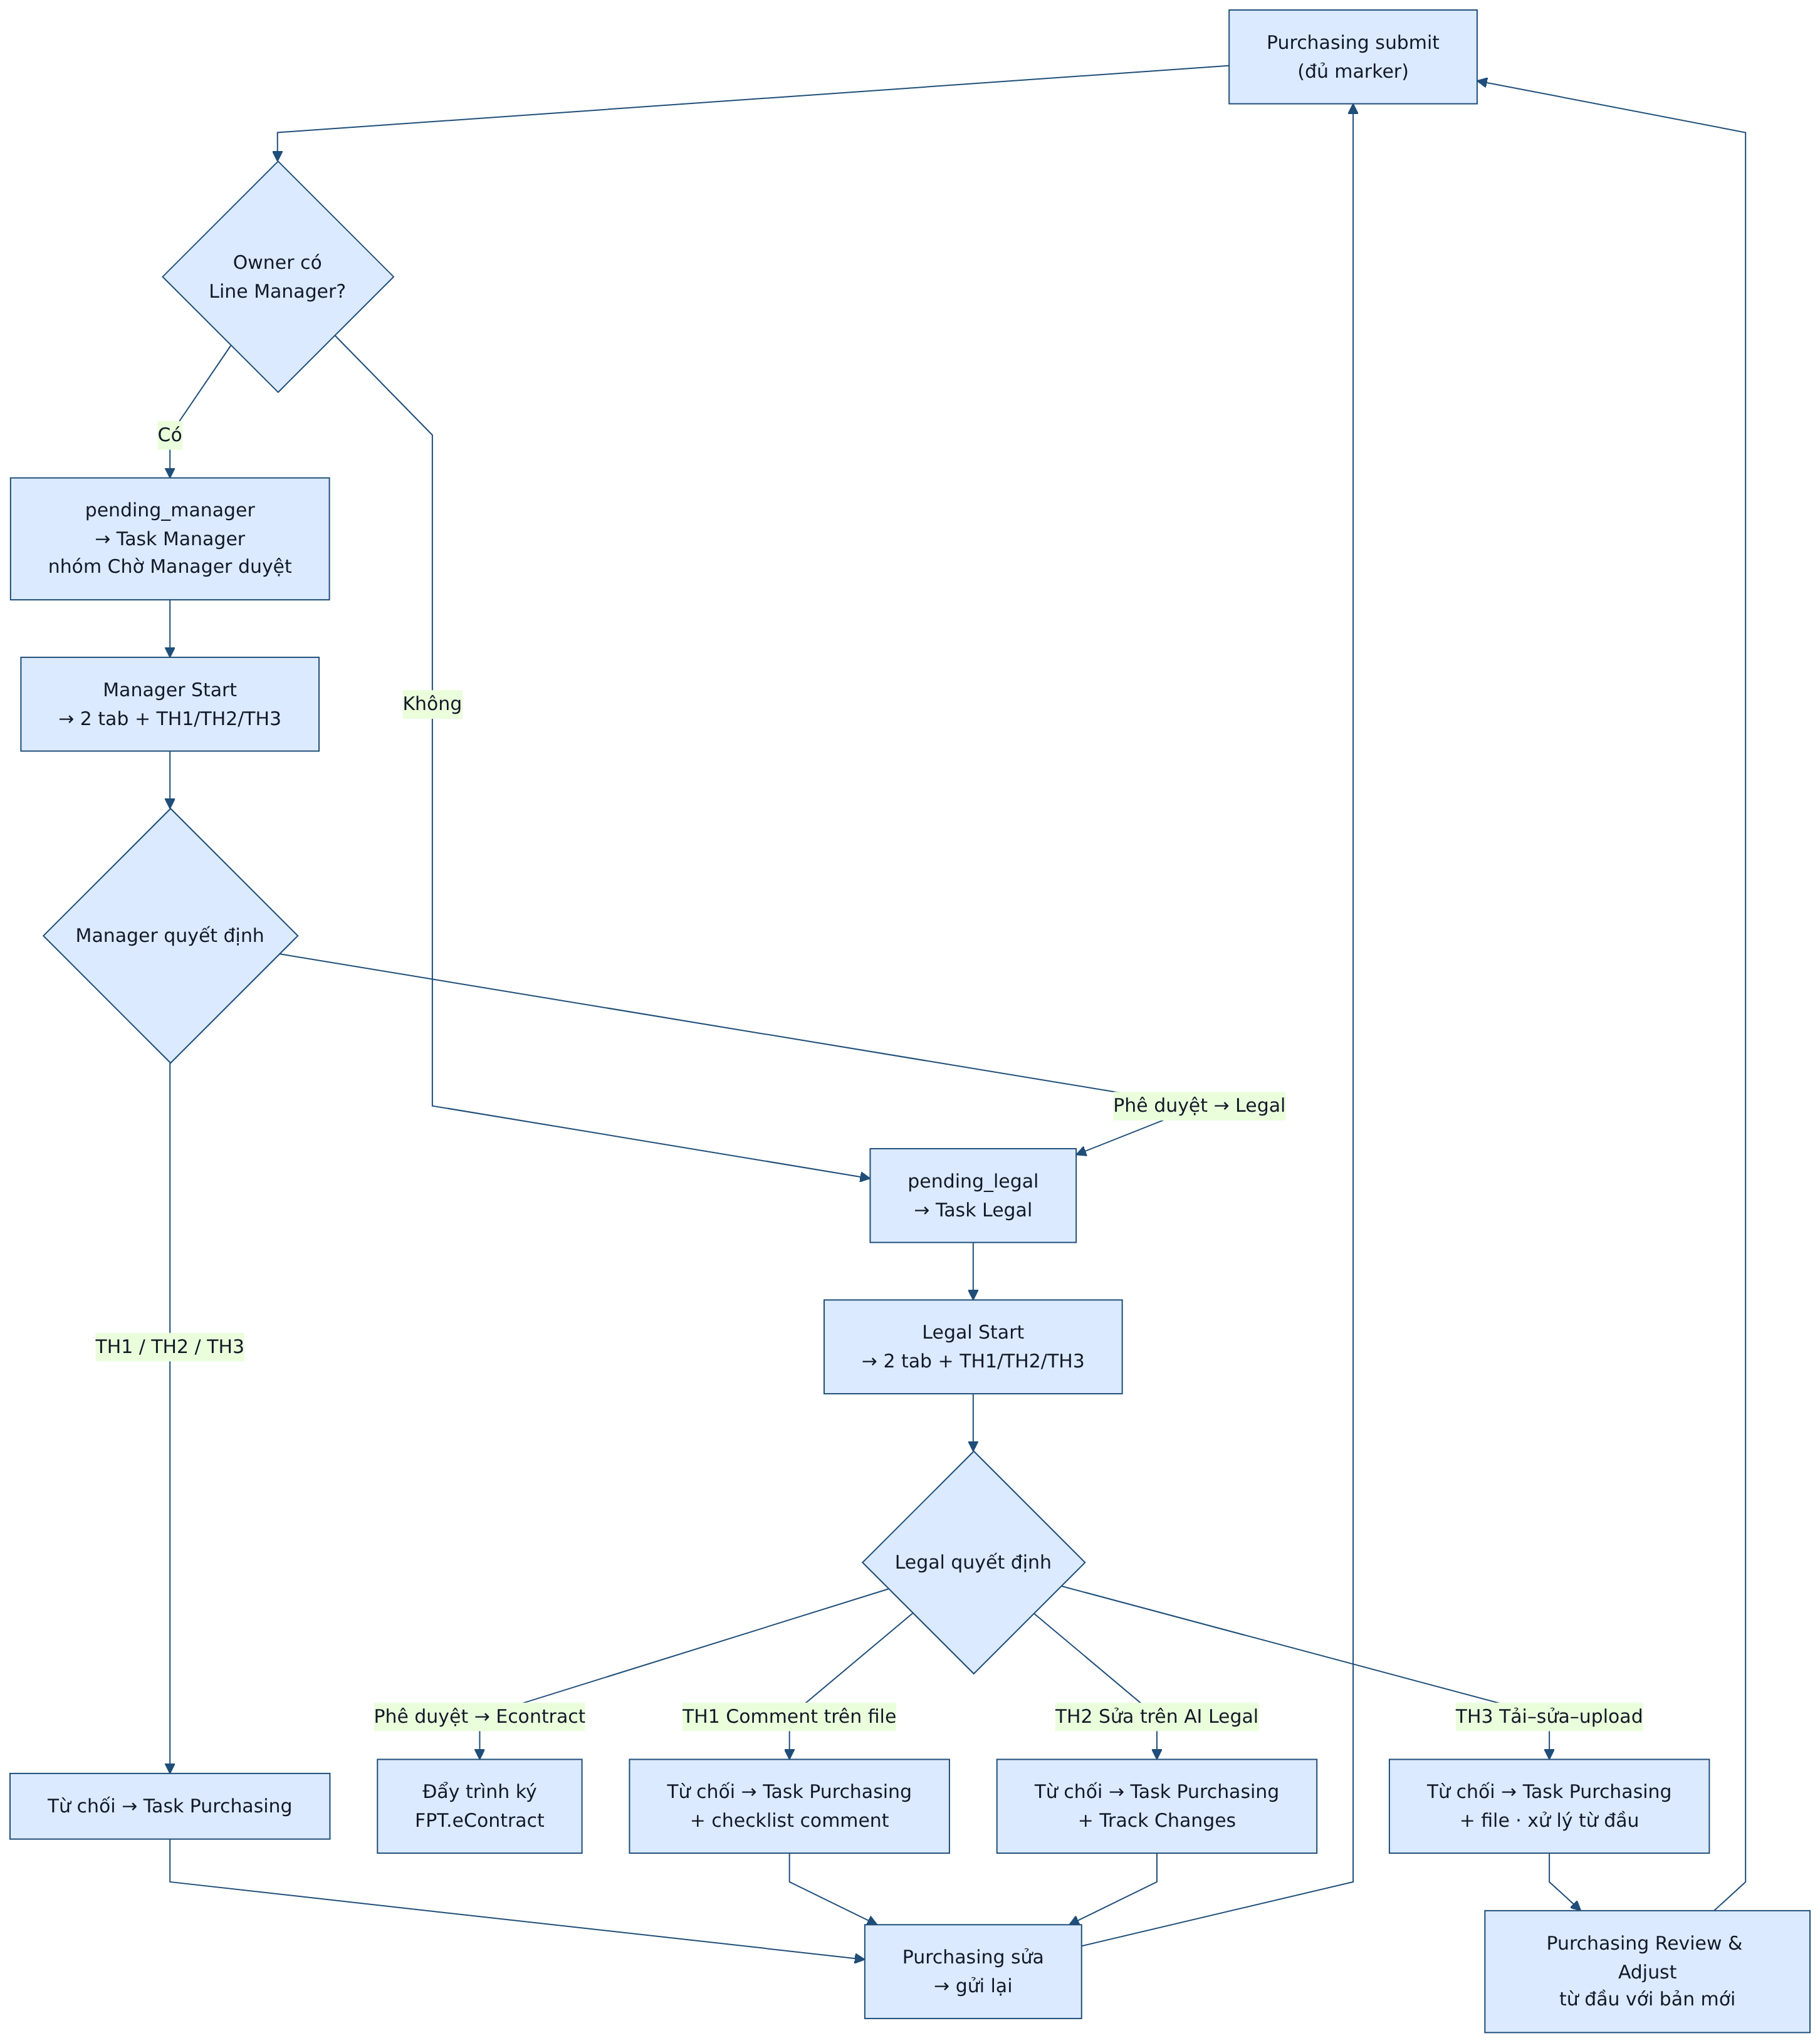 Purchasing submit
(đủ marker)
Owner có
Line Manager?
Có
pending_manager
→ Task Manager
nhóm Chờ Manager duyệt
Manager Start
→ 2 tab + TH1/TH2/TH3
Không
Manager quyết định
Phê duyệt → Legal
pending_legal
→ Task Legal
Legal Start
→ 2 tab + TH1/TH2/TH3
TH1 / TH2 / TH3
Legal quyết định
Phê duyệt → Econtract
TH1 Comment trên file
TH2 Sửa trên AI Legal
TH3 Tải–sửa–upload
Từ chối → Task Purchasing
Đẩy trình ký
FPT.eContract
Từ chối → Task Purchasing
+ checklist comment
Từ chối → Task Purchasing
+ Track Changes
Từ chối → Task Purchasing
+ file · xử lý từ đầu
Purchasing sửa
→ gửi lại
Purchasing Review &
Adjust
từ đầu với bản mới